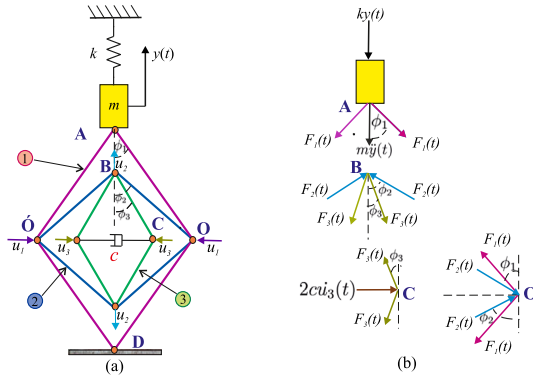 k
y(t)
m
A
ϕ₁
1
u₂
B
ϕ₂
ϕ₃
Ó
C
O
u₁
u₃
c
u₃
u₁
2
3
u₂
D
(a)
ky(t)
A
ϕ₁
F₁(t)
F₁(t)
mÿ(t)
B
F₂(t)
ϕ₂
F₂(t)
ϕ₃
F₃(t)
F₃(t)
F₃(t)
ϕ₃
2cu̇₃(t)
C
F₃(t)
F₁(t)
ϕ₁
F₂(t)
O
F₂(t)
ϕ₂
F₁(t)
(b)